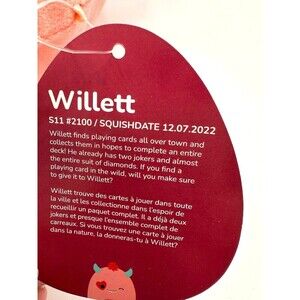 Willett
S11 #2100 / SQUISHDATE 12.07.2022
Willett finds playing cards all over town and
collects them in hopes to complete an entire
deck! He already has two jokers and almost
the entire suit of diamonds. If you find a
playing card in the wild, will you make sure
to give it to Willett?
Willett trouve des cartes à jouer dans toute
la ville et les collectionne dans l'espoir de
recueillir un paquet complet. Il a déjà deux
jokers et presque l'ensemble complet de
carreaux. Si vous trouvez une carte à jouer
dans la nature, la donneras-tu à Willett?